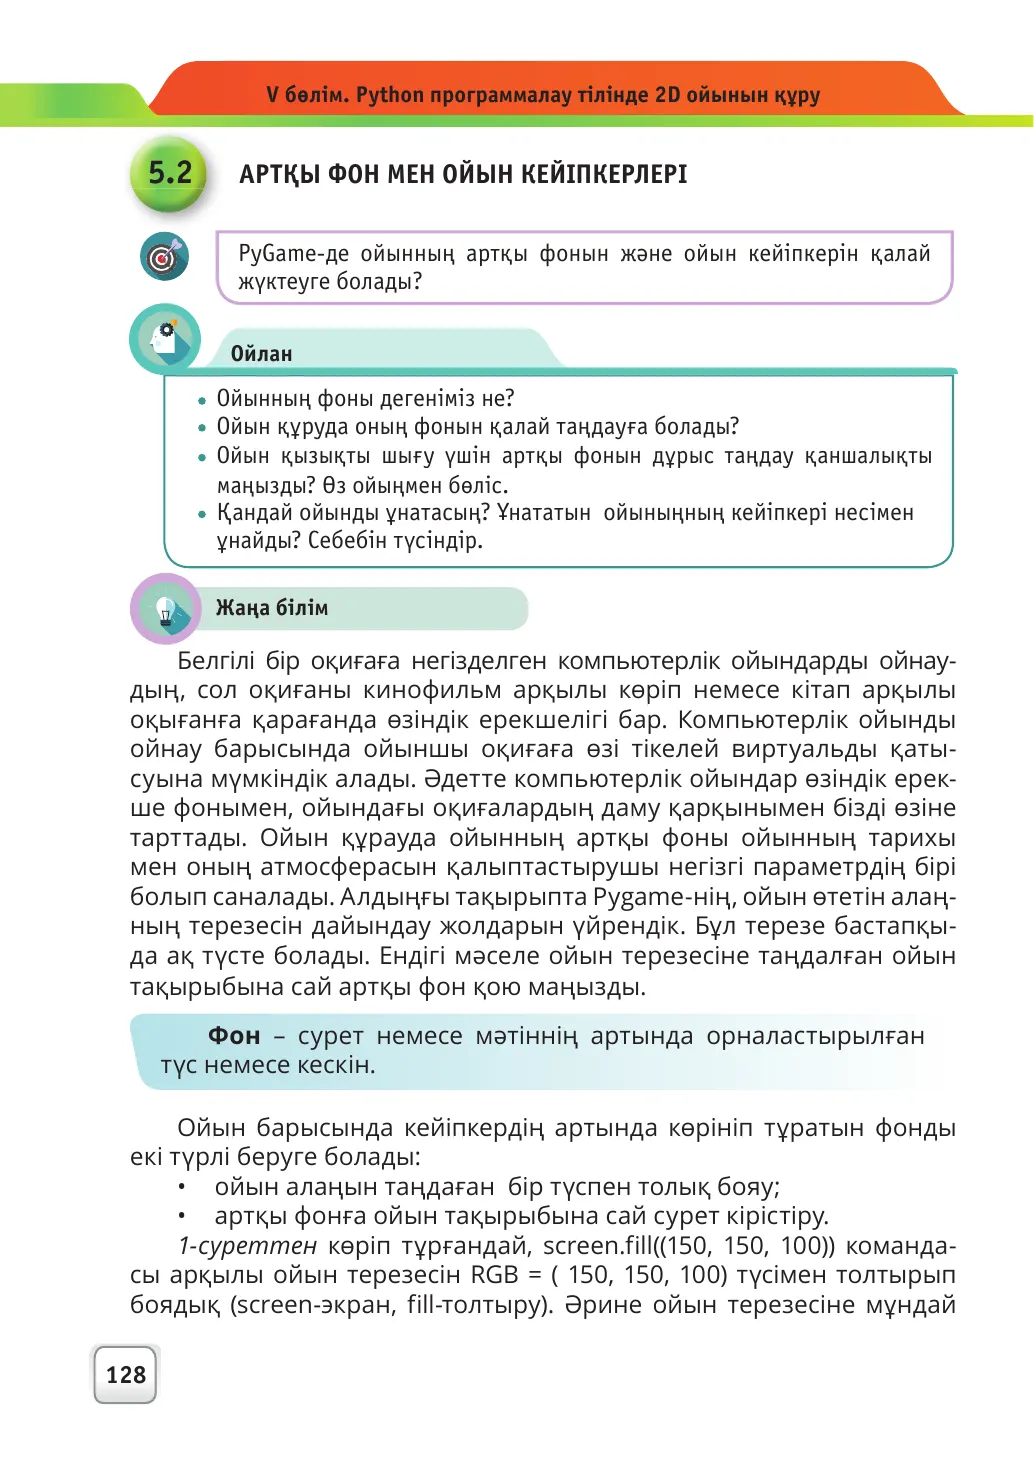 V бөлім. Python программалау тілінде 2D ойынын құру
5.2
АРТҚЫ ФОН МЕН ОЙЫН КЕЙІПКЕРЛЕРІ
PyGame-де ойынның артқы фонын және ойын кейіпкерін қалай
жүктеуге болады?
Ойлан
• Ойынның фоны дегеніміз не?
• Ойын құруда оның фонын қалай таңдауға болады?
• Ойын қызықты шығу үшін артқы фонын дұрыс таңдау қаншалықты
маңызды? Өз ойыңмен бөліс.
• Қандай ойынды ұнатасың? Ұнататын ойыныңның кейіпкері несімен
ұнайды? Себебін түсіндір.
Жаңа білім
Белгілі бір оқиғаға негізделген компьютерлік ойындарды ойнау-
дың, сол оқиғаны кинофильм арқылы көріп немесе кітап арқылы
оқығанға қарағанда өзіндік ерекшелігі бар. Компьютерлік ойынды
ойнау барысында ойыншы оқиғаға өзі тікелей виртуальды қаты-
суына мүмкіндік алады. Әдетте компьютерлік ойындар өзіндік ерек-
ше фонымен, ойындағы оқиғалардың даму қарқынымен бізді өзіне
тарттады. Ойын құрауда ойынның артқы фоны ойынның тарихы
мен оның атмосферасын қалыптастырушы негізгі параметрдің бірі
болып саналады. Алдыңғы тақырыпта Pygame-нің, ойын өтетін алаң-
ның терезесін дайындау жолдарын үйрендік. Бұл терезе бастапқы-
да ақ түсте болады. Ендігі мәселе ойын терезесіне таңдалған ойын
тақырыбына сай артқы фон қою маңызды.
Фон – сурет немесе мәтіннің артында орналастырылған
түс немесе кескін.
Ойын барысында кейіпкердің артында көрініп тұратын фонды
екі түрлі беруге болады:
• ойын алаңын таңдаған бір түспен толық бояу;
• артқы фонға ойын тақырыбына сай сурет кірістіру.
1-суреттен көріп тұрғандай, screen.fill((150, 150, 100)) команда-
сы арқылы ойын терезесін RGB = ( 150, 150, 100) түсімен толтырып
боядық (screen-экран, fill-толтыру). Әрине ойын терезесіне мұндай
128